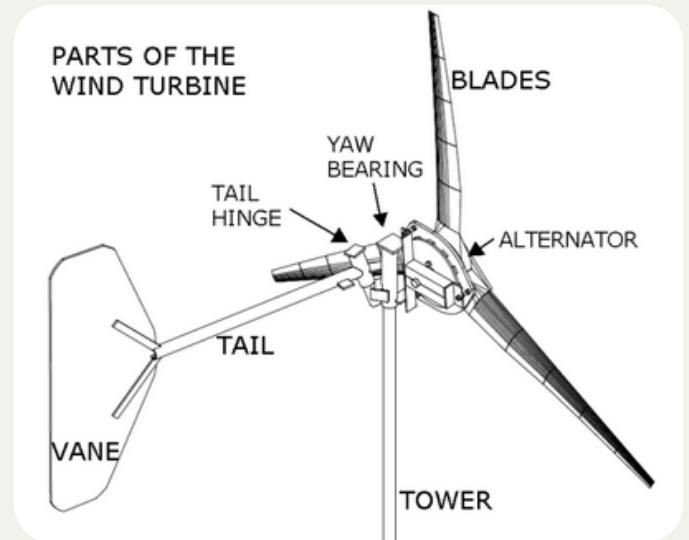 PARTS OF THE
WIND TURBINE
BLADES
YAW
BEARING
TAIL
HINGE
ALTERNATOR
TAIL
VANE
TOWER